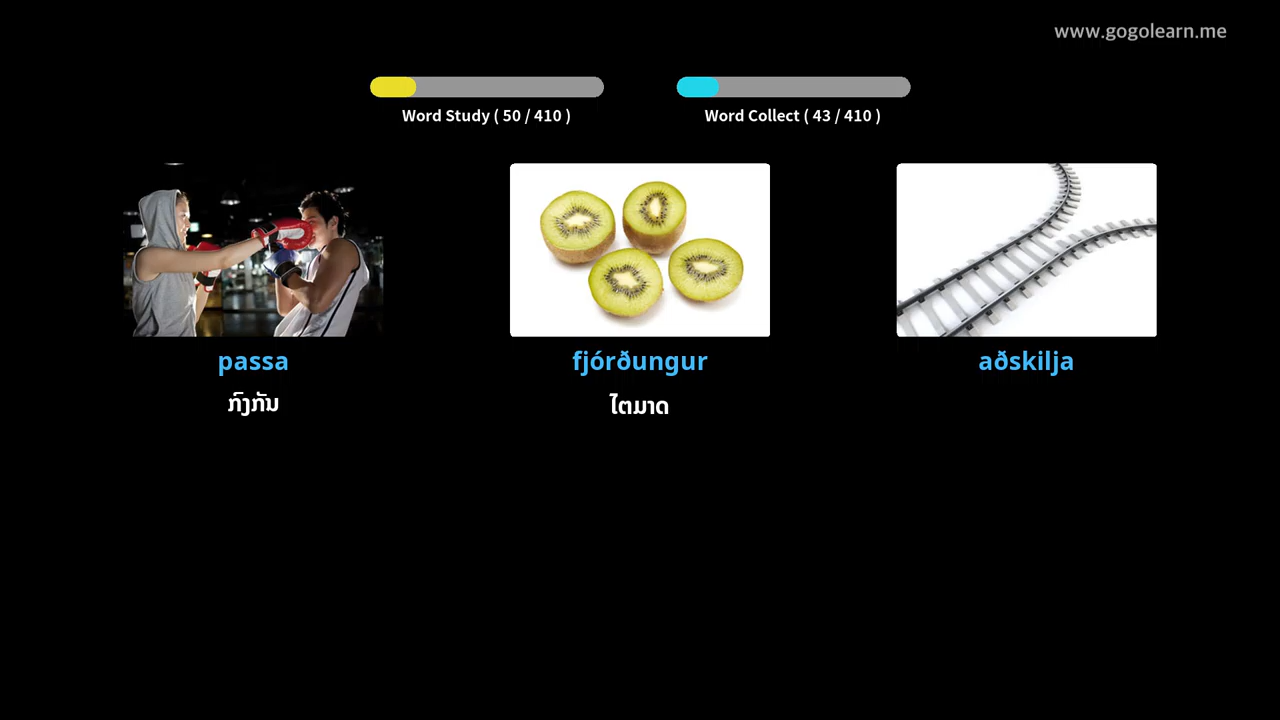 www.gogolearn.me
Word Study ( 50 / 410 )
Word Collect ( 43 / 410 )
passa
ກົງກັນ
fjórðungur
ໄຕມາດ
aðskilja